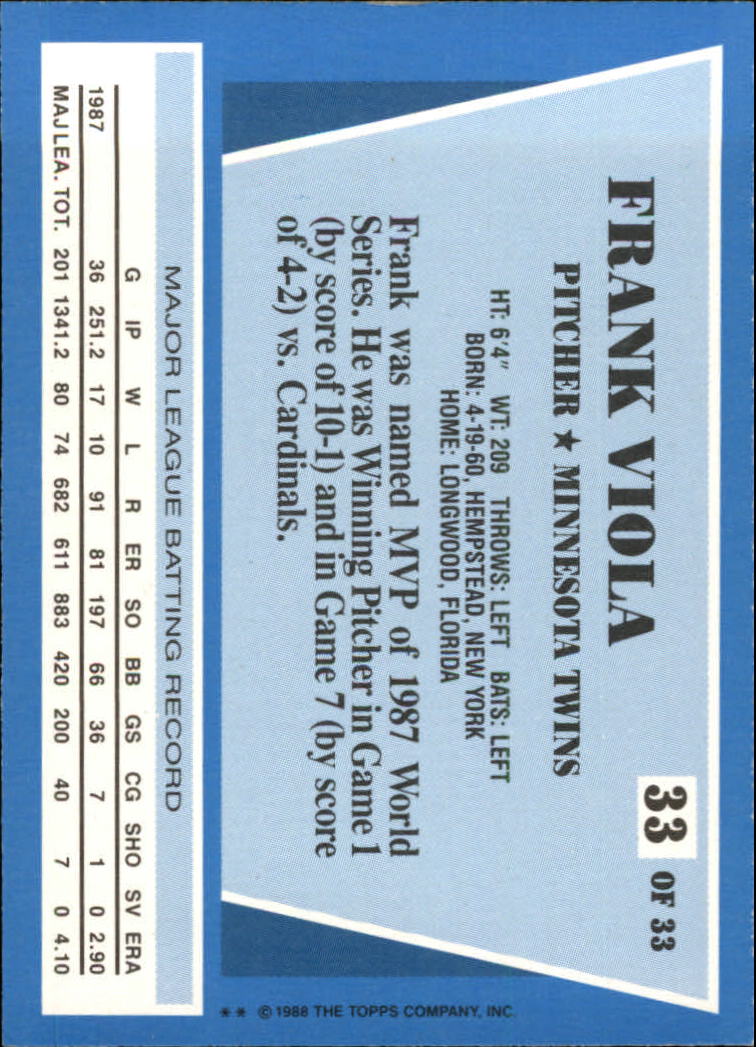 33 OF 33
FRANK VIOLA
PITCHER ★ MINNESOTA TWINS
HT: 6'4" WT: 209 THROWS: LEFT BATS: LEFT
BORN: 4-19-60, HEMPSTEAD, NEW YORK
HOME: LONGWOOD, FLORIDA
Frank was named MVP of 1987 World
Series. He was Winning Pitcher in Game 1
(by score of 10-1) and in Game 7 (by score
of 4-2) vs. Cardinals.
MAJOR LEAGUE BATTING RECORD
G IP W L R ER SO BB GS CG SHO SV ERA
1987 36 251.2 17 10 91 81 197 66 36 7 1 0 2.90
MAJ LEA. TOT. 201 1341.2 80 74 682 611 883 420 200 40 7 0 4.10
** © 1988 THE TOPPS COMPANY, INC.